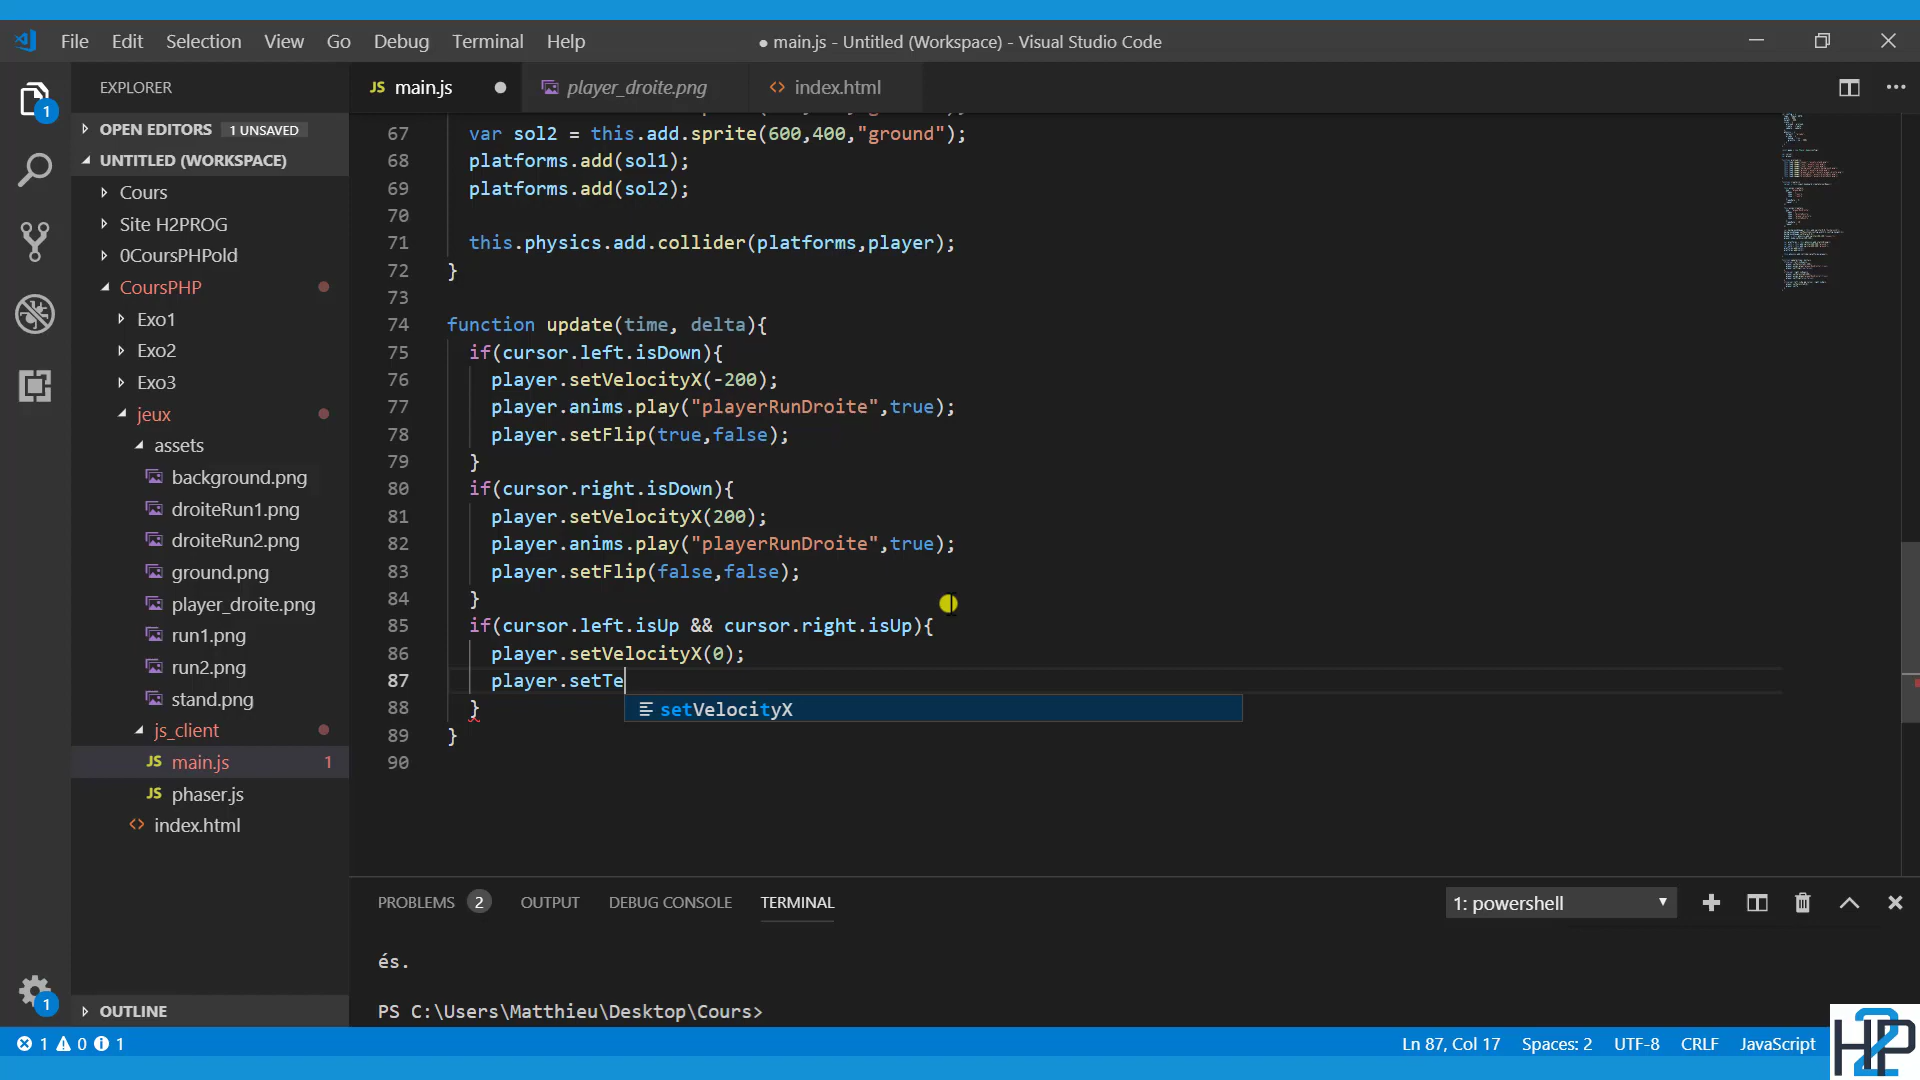 File Edit Selection View Go Debug Terminal Help
● main.js - Untitled (Workspace) - Visual Studio Code
EXPLORER
JS main.js ●
player_droite.png
<> index.html
OPEN EDITORS 1 UNSAVED
UNTITLED (WORKSPACE)
Cours
Site H2PROG
0CoursPHPold
CoursPHP
Exo1
Exo2
Exo3
jeux
assets
background.png
droiteRun1.png
droiteRun2.png
ground.png
player_droite.png
run1.png
run2.png
stand.png
js_client
JS main.js 1
JS phaser.js
<> index.html
OUTLINE
1
1
67 var sol2 = this.add.sprite(600,400,"ground");
68 platforms.add(sol1);
69 platforms.add(sol2);
70
71 this.physics.add.collider(platforms,player);
72 }
73
74 function update(time, delta){
75 if(cursor.left.isDown){
76 player.setVelocityX(-200);
77 player.anims.play("playerRunDroite",true);
78 player.setFlip(true,false);
79 }
80 if(cursor.right.isDown){
81 player.setVelocityX(200);
82 player.anims.play("playerRunDroite",true);
83 player.setFlip(false,false);
84 }
85 if(cursor.left.isUp && cursor.right.isUp){
86 player.setVelocityX(0);
87 player.setTe
setVelocityX
88 }
89 }
90
PROBLEMS 2 OUTPUT DEBUG CONSOLE TERMINAL
1: powershell
és.
PS C:\Users\Matthieu\Desktop\Cours>
1 0 1
Ln 87, Col 17 Spaces: 2 UTF-8 CRLF JavaScript
H2P